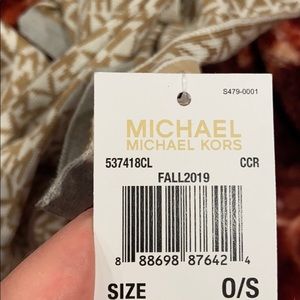 S479-0001
MICHAEL
MICHAEL KORS
537418CL CCR
FALL2019
8 88698 87642 4
SIZE O/S